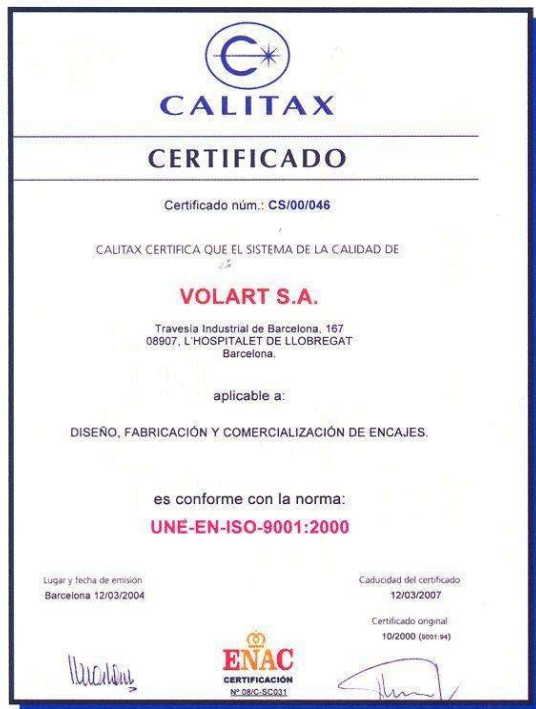 C
CALITAX
CERTIFICADO
Certificado núm.: CS/00/046
CALITAX CERTIFICA QUE EL SISTEMA DE LA CALIDAD DE
VOLART S.A.
Travesía Industrial de Barcelona, 167
08907, L'HOSPITALET DE LLOBREGAT
Barcelona.
aplicable a:
DISEÑO, FABRICACIÓN Y COMERCIALIZACIÓN DE ENCAJES.
es conforme con la norma:
UNE-EN-ISO-9001:2000
Lugar y fecha de emisión
Barcelona 12/03/2004
Caducidad del certificado
12/03/2007
Certificado original
10/2000 (9001:94)
ENAC
CERTIFICACIÓN
Nº 08/C-SC031